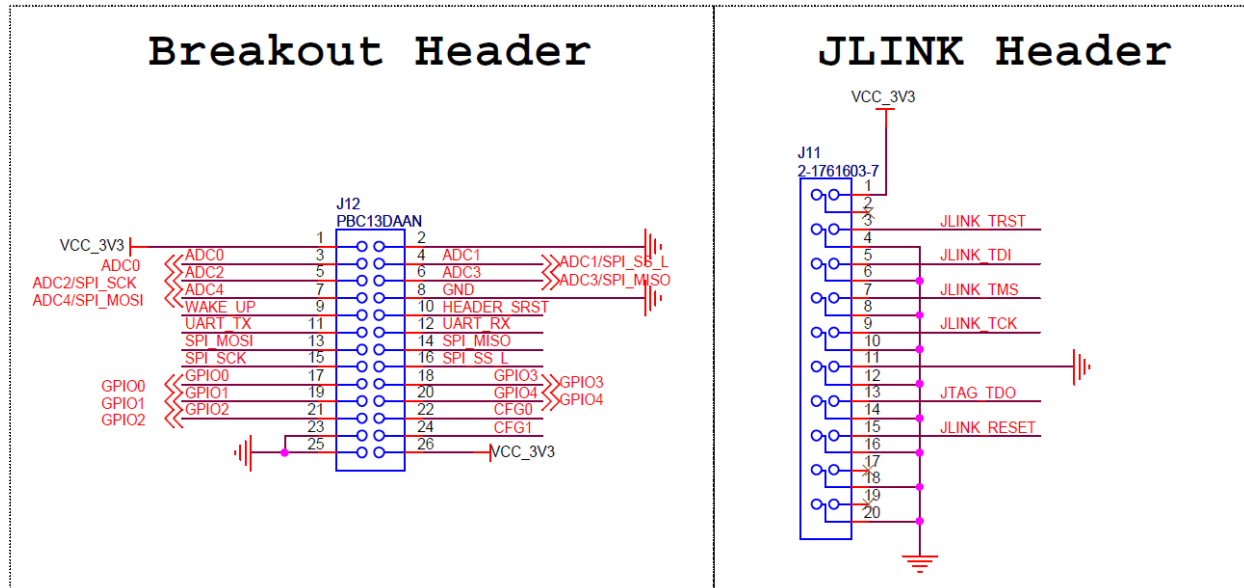 Breakout Header
J12
PBC13DAAN
VCC_3V3 1 2
ADC0 ADC0 3 4 ADC1 ADC1/SPI_SS_L
ADC2/SPI_SCK ADC2 5 6 ADC3 ADC3/SPI_MISO
ADC4/SPI_MOSI ADC4 7 8 GND
WAKE_UP 9 10 HEADER_SRST
UART_TX 11 12 UART_RX
SPI_MOSI 13 14 SPI_MISO
SPI_SCK 15 16 SPI_SS_L
GPIO0 GPIO0 17 18 GPIO3 GPIO3
GPIO1 GPIO1 19 20 GPIO4 GPIO4
GPIO2 GPIO2 21 22 CFG0
23 24 CFG1
25 26 VCC_3V3
JLINK Header
VCC_3V3
J11
2-1761603-7
1
2
3 JLINK_TRST
4
5 JLINK_TDI
6
7 JLINK_TMS
8
9 JLINK_TCK
10
11
12
13 JTAG_TDO
14
15 JLINK_RESET
16
17
18
19
20